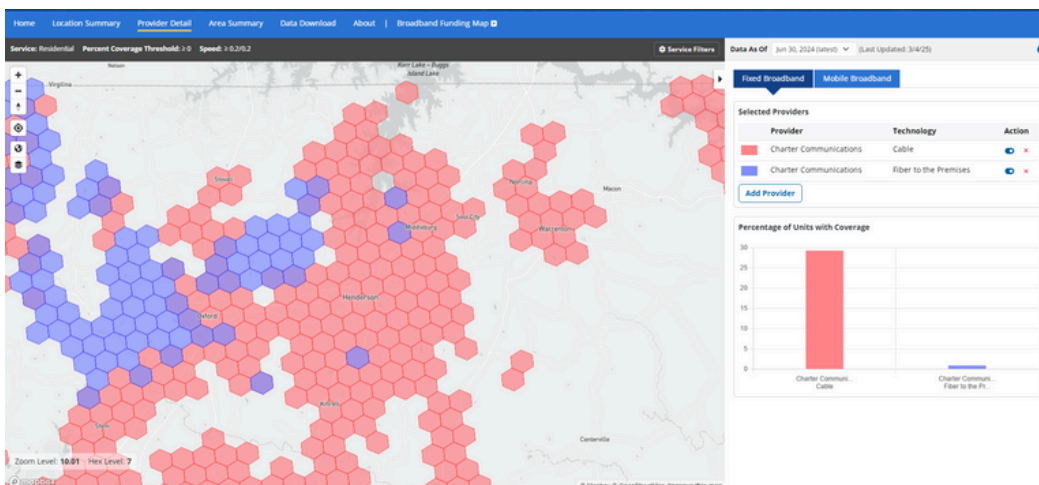 Home Location Summary Provider Detail Area Summary Data Download About | Broadband Funding Map
Service: Residential Percent Coverage Threshold: ≥ 0 Speed: ≥ 0.2/0.2 Service Filters
Data As Of Jun 30, 2024 (latest) (Last Updated: 3/4/25)
Nelson
Kerr Lake - Buggs
Island Lake
Virgilina
Stovall
Norlina
Macon
Soul City
Middleburg
Warrenton
Henderson
Oxford
Kittrell
Stem
Centerville
Zoom Level: 10.01 Hex Level: 7
mapbox
Fixed Broadband Mobile Broadband
Selected Providers
Provider Technology Action
Charter Communications Cable
Charter Communications Fiber to the Premises
Add Provider
Percentage of Units with Coverage
30
25
20
15
10
5
0
Charter Communi...
Cable
Charter Communi...
Fiber to the Pr...